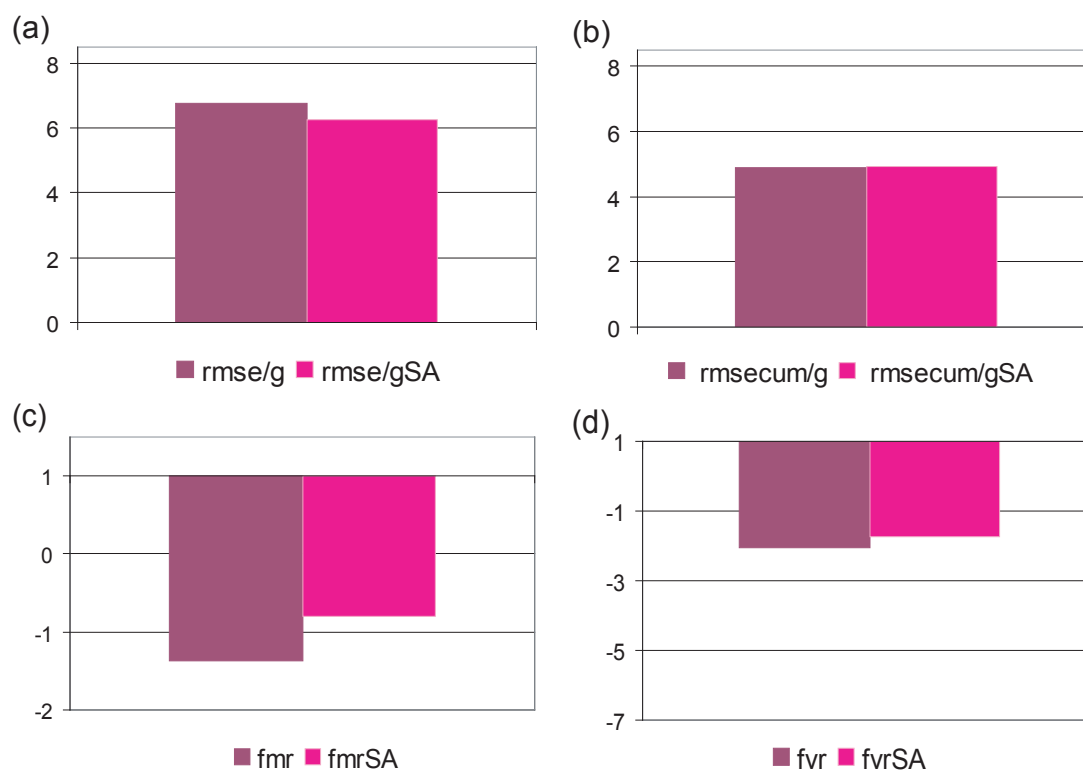 (a)
8
6
4
2
0
rmse/g rmse/gSA
(b)
8
6
4
2
0
rmsecum/g rmsecum/gSA
(c)
1
0
-1
-2
fmr fmrSA
(d)
1
-1
-3
-5
-7
fvr fvrSA